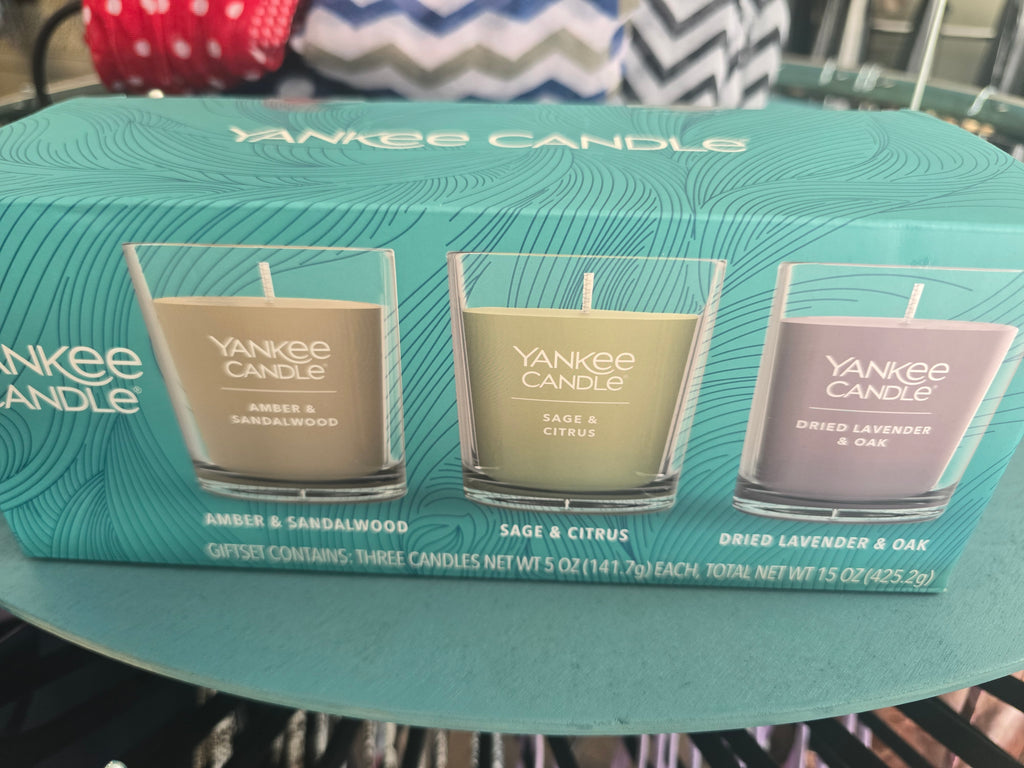 YANKEE CANDLE
YANKEE
CANDLE®
YANKEE
CANDLE
AMBER &
SANDALWOOD
YANKEE
CANDLE
SAGE &
CITRUS
YANKEE
CANDLE
DRIED LAVENDER
& OAK
AMBER & SANDALWOOD
SAGE & CITRUS
DRIED LAVENDER & OAK
GIFTSET CONTAINS: THREE CANDLES NET WT 5 OZ (141.7g) EACH, TOTAL NET WT 15 OZ (425.2g)